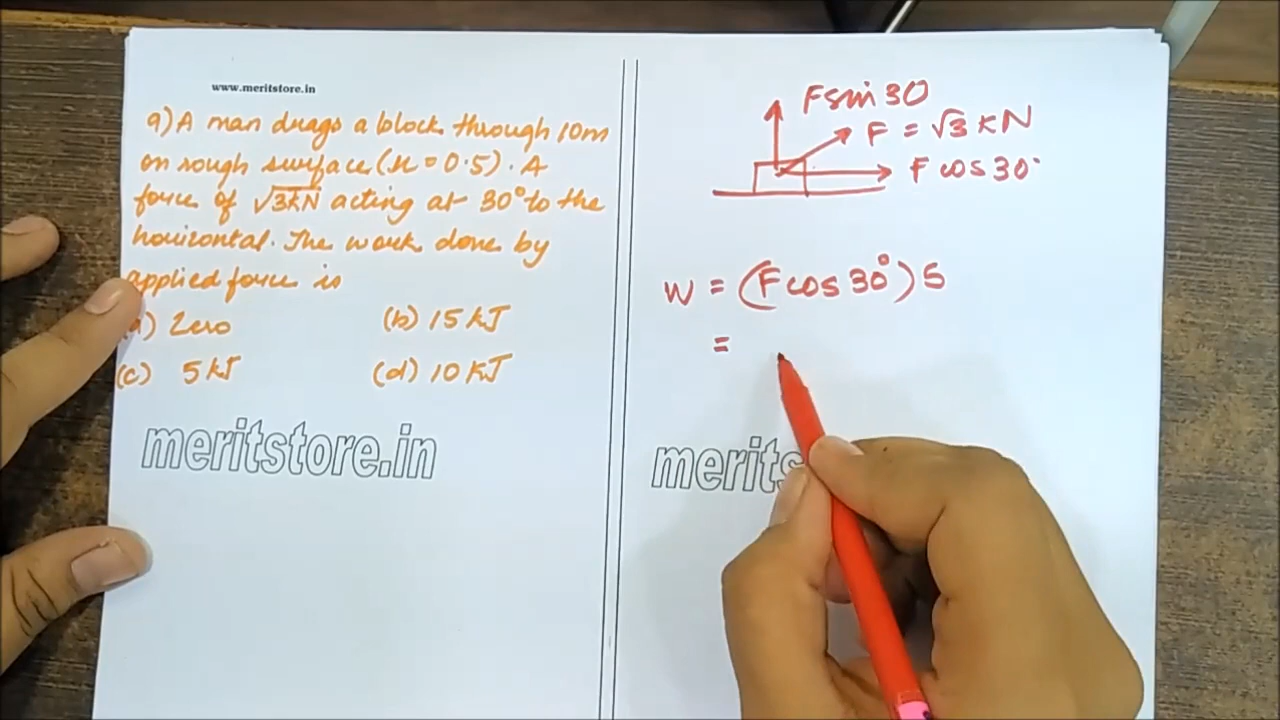 www.meritstore.in
9) A man drags a block through 10m
on rough surface (μ = 0.5). A
force of √3kN acting at 30° to the
horizontal. The work done by
applied force is
(a) Zero
(b) 15 kJ
(c) 5 kJ
(d) 10 kJ
meritstore.in
F sin 30
F = √3 kN
F cos 30°
W = (F cos 30°) S
=
merits